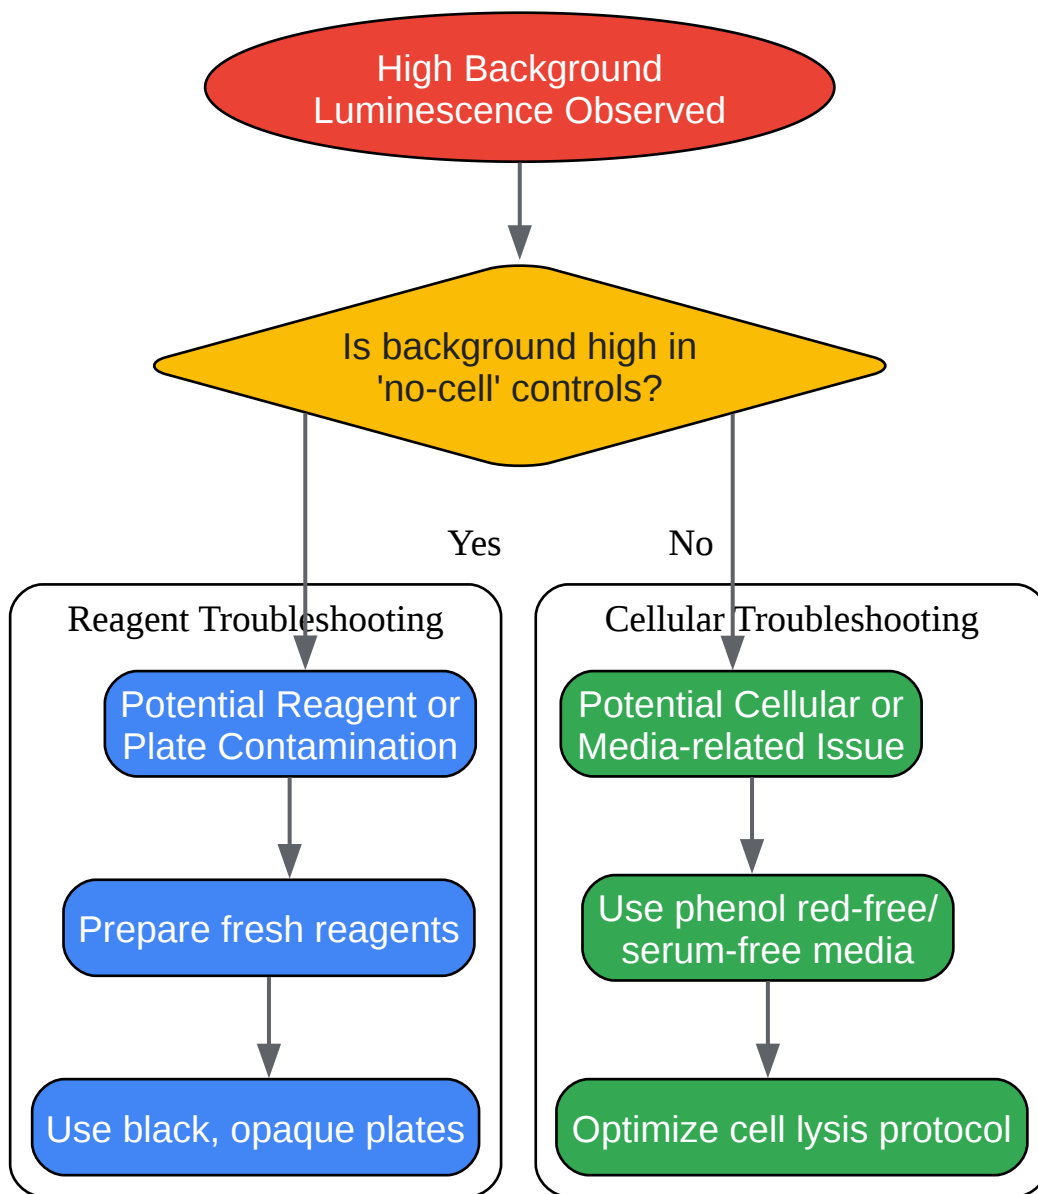 High Background
Luminescence Observed
Is background high in
'no-cell' controls?
Yes
No
Reagent Troubleshooting
Potential Reagent or
Plate Contamination
Prepare fresh reagents
Use black, opaque plates
Cellular Troubleshooting
Potential Cellular or
Media-related Issue
Use phenol red-free/
serum-free media
Optimize cell lysis protocol